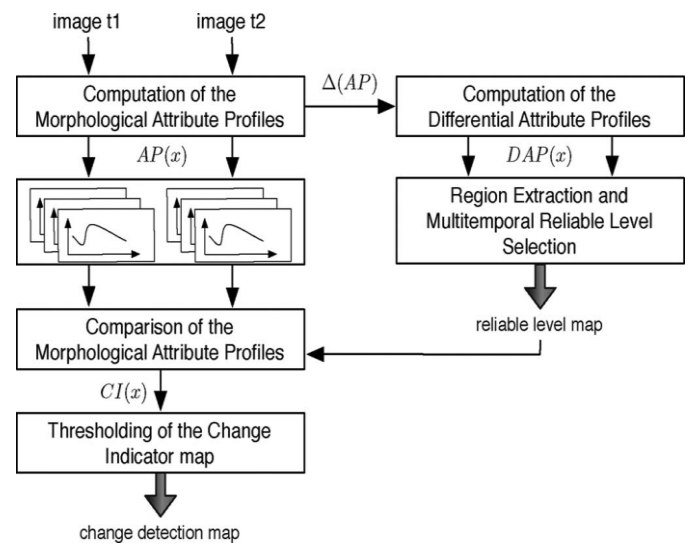 image t1
image t2
Computation of the
Morphological Attribute Profiles
Δ(AP)
Computation of the
Differential Attribute Profiles
AP(x)
DAP(x)
Region Extraction and
Multitemporal Reliable Level
Selection
reliable level map
Comparison of the
Morphological Attribute Profiles
CI(x)
Thresholding of the Change
Indicator map
change detection map